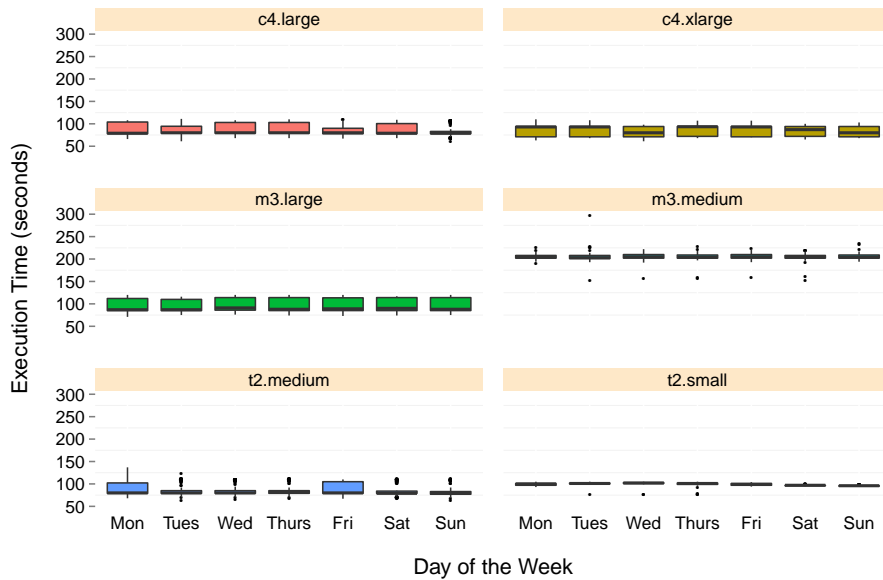 c4.large
c4.xlarge
300
250
200
150
100
50
m3.large
m3.medium
300
250
200
150
100
50
t2.medium
t2.small
300
250
200
150
100
50
Mon Tues Wed Thurs Fri Sat Sun
Mon Tues Wed Thurs Fri Sat Sun
Day of the Week
Execution Time (seconds)